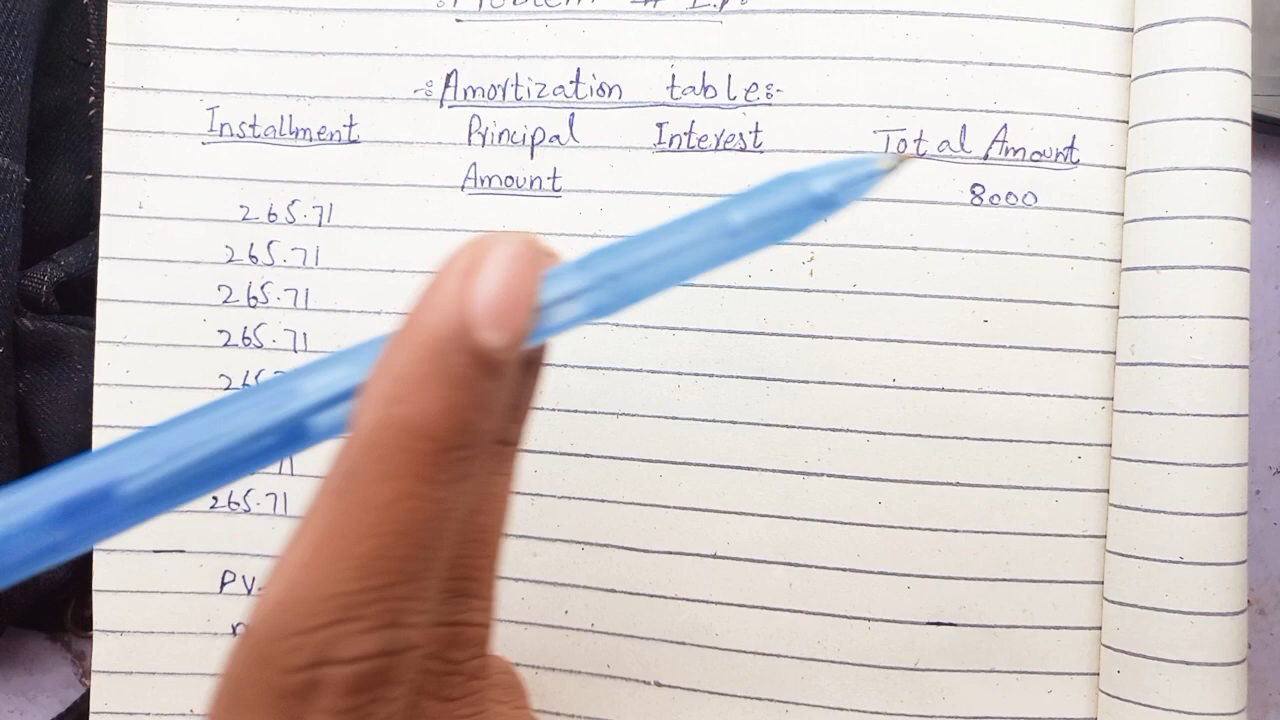 Problem #
-: Amortization table:-
Installment Principal Interest Total Amount
Amount
8000
265.71
265.71
265.71
265.71
265.71
PV
n